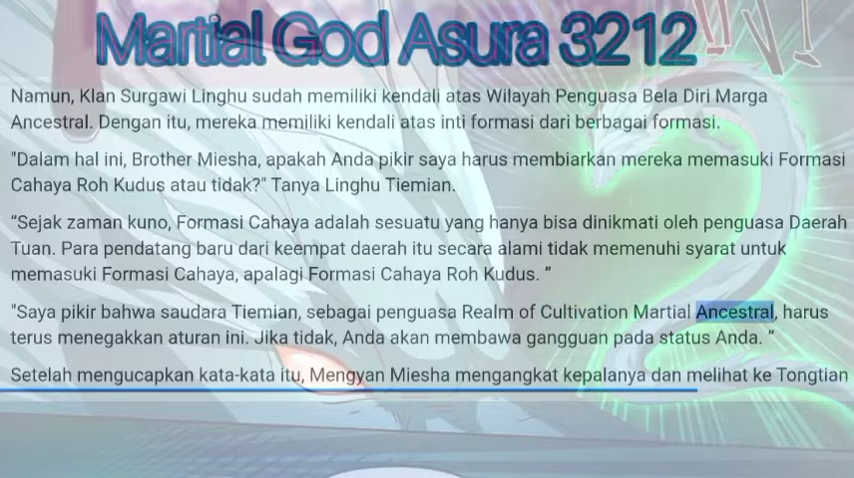 Martial God Asura 3212
Namun, Klan Surgawi Linghu sudah memiliki kendali atas Wilayah Penguasa Bela Diri Marga
Ancestral. Dengan itu, mereka memiliki kendali atas inti formasi dari berbagai formasi.
"Dalam hal ini, Brother Miesha, apakah Anda pikir saya harus membiarkan mereka memasuki Formasi
Cahaya Roh Kudus atau tidak?" Tanya Linghu Tiemian.
“Sejak zaman kuno, Formasi Cahaya adalah sesuatu yang hanya bisa dinikmati oleh penguasa Daerah
Tuan. Para pendatang baru dari keempat daerah itu secara alami tidak memenuhi syarat untuk
memasuki Formasi Cahaya, apalagi Formasi Cahaya Roh Kudus. ”
"Saya pikir bahwa saudara Tiemian, sebagai penguasa Realm of Cultivation Martial Ancestral, harus
terus menegakkan aturan ini. Jika tidak, Anda akan membawa gangguan pada status Anda. ”
Setelah mengucapkan kata-kata itu, Mengyan Miesha mengangkat kepalanya dan melihat ke Tongtian